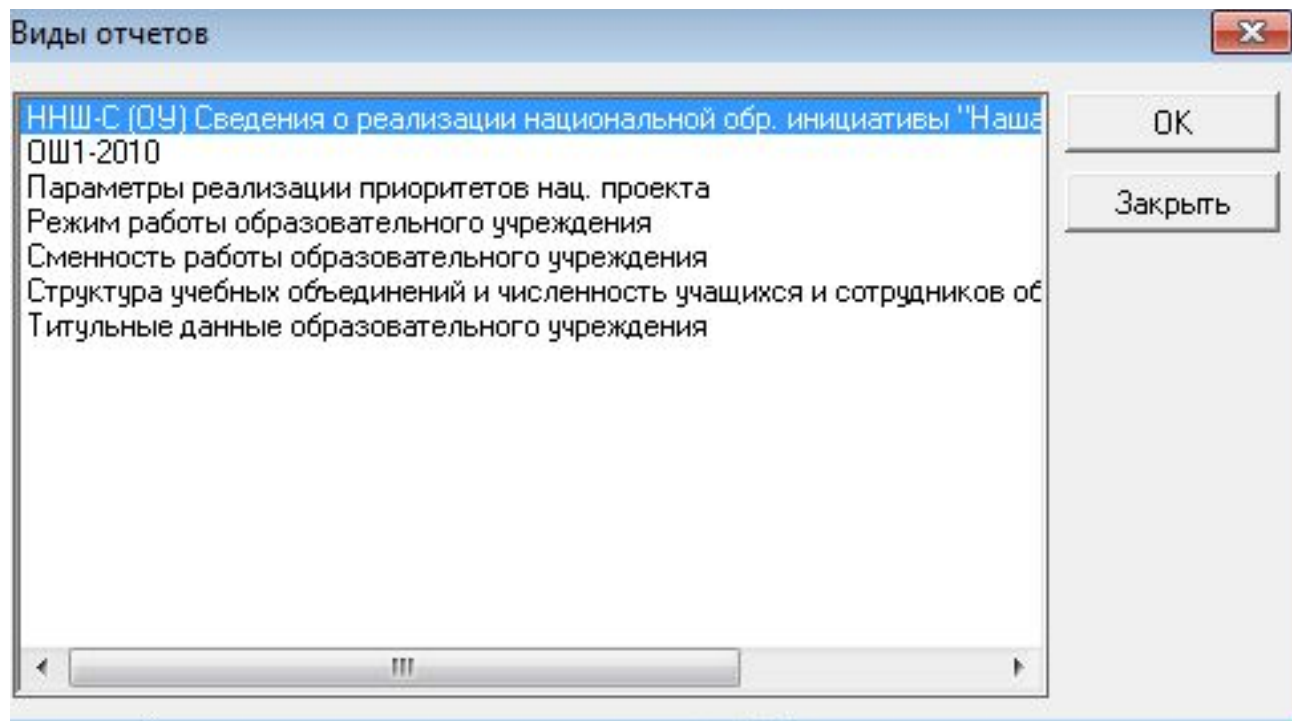 Виды отчетов
ННШ-С (ОУ) Сведения о реализации национальной обр. инициативы "Наша
ОШ1-2010
Параметры реализации приоритетов нац. проекта
Режим работы образовательного учреждения
Сменность работы образовательного учреждения
Структура учебных объединений и численность учащихся и сотрудников об
Титульные данные образовательного учреждения
ОК
Закрыть